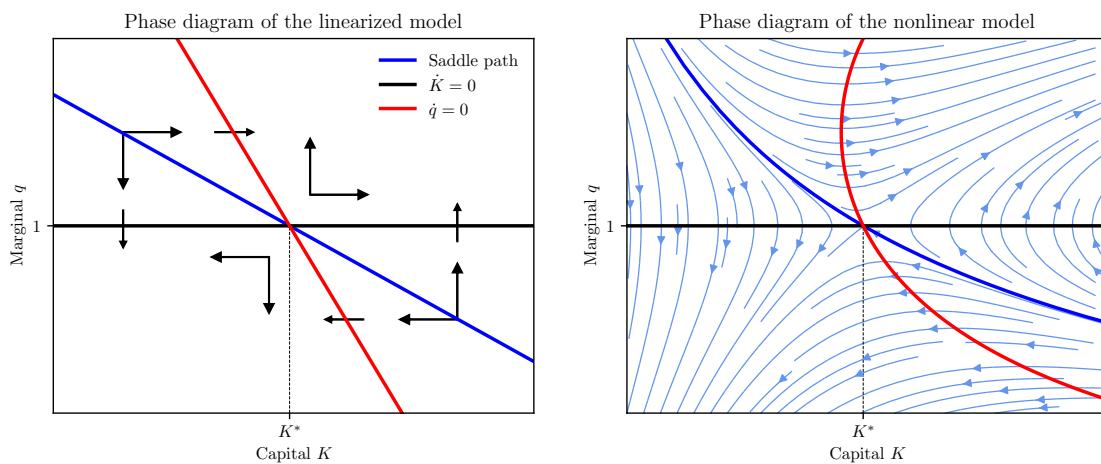 Phase diagram of the linearized model
Saddle path
K̇ = 0
q̇ = 0
Marginal q
1
K*
Capital K
Phase diagram of the nonlinear model
Marginal q
1
K*
Capital K